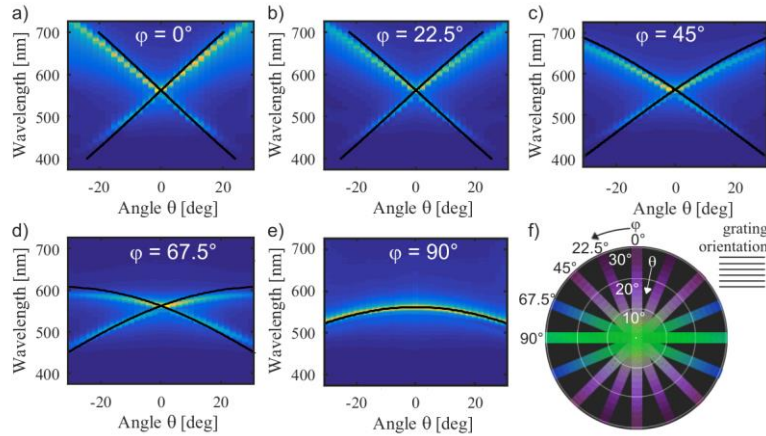 a)
φ = 0°
700
600
500
400
Wavelength [nm]
-20 0 20
Angle θ [deg]
b)
φ = 22.5°
700
600
500
400
Wavelength [nm]
-20 0 20
Angle θ [deg]
c)
φ = 45°
700
600
500
400
Wavelength [nm]
-20 0 20
Angle θ [deg]
d)
φ = 67.5°
700
600
500
400
Wavelength [nm]
-20 0 20
Angle θ [deg]
e)
φ = 90°
700
600
500
400
Wavelength [nm]
-20 0 20
Angle θ [deg]
f)
φ
0°
22.5°
45°
67.5°
90°
30°
20°
10°
θ
grating
orientation